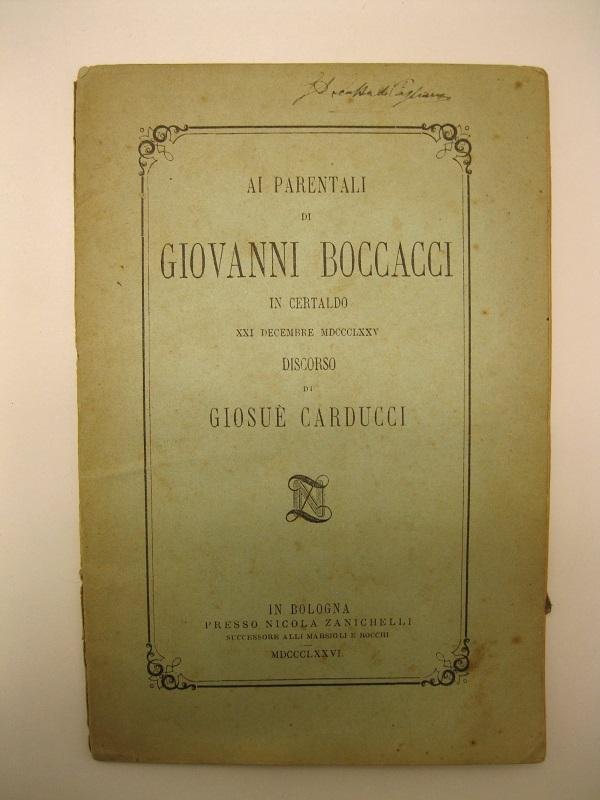 AI PARENTALI
DI
GIOVANNI BOCCACCI
IN CERTALDO
XXI DECEMBRE MDCCCLXXV
DISCORSO
DI
GIOSUÈ CARDUCCI
IN BOLOGNA
PRESSO NICOLA ZANICHELLI
SUCCESSORE ALLI MARSIGLI E ROCCHI
MDCCCLXXVI